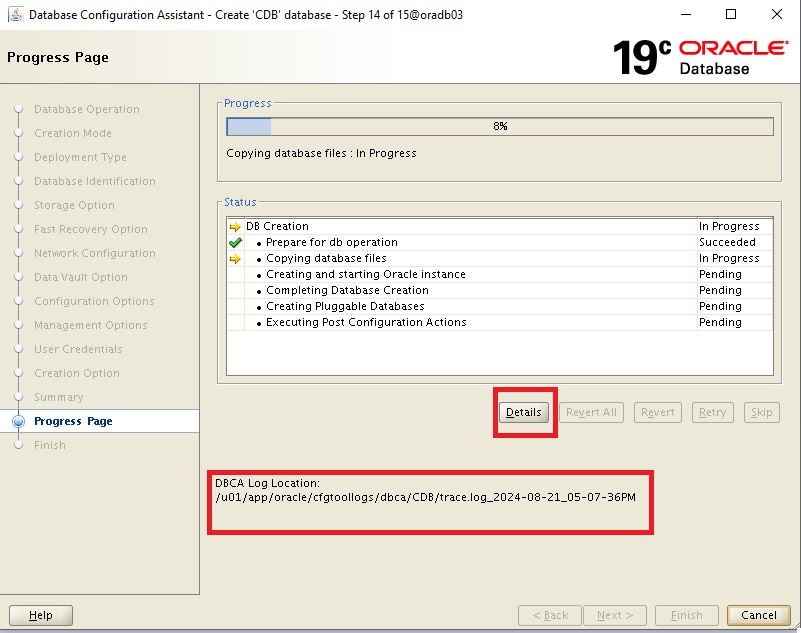 Database Configuration Assistant - Create 'CDB' database - Step 14 of 15@oradb03
Progress Page
19c ORACLE
Database
Database Operation
Creation Mode
Deployment Type
Database Identification
Storage Option
Fast Recovery Option
Network Configuration
Data Vault Option
Configuration Options
Management Options
User Credentials
Creation Option
Summary
Progress Page
Finish
Progress
8%
Copying database files : In Progress
Status
DB Creation In Progress
• Prepare for db operation Succeeded
• Copying database files In Progress
• Creating and starting Oracle instance Pending
• Completing Database Creation Pending
• Creating Pluggable Databases Pending
• Executing Post Configuration Actions Pending
Details Revert All Revert Retry Skip
DBCA Log Location:
/u01/app/oracle/cfgtoollogs/dbca/CDB/trace.log_2024-08-21_05-07-36PM
Help < Back Next > Finish Cancel